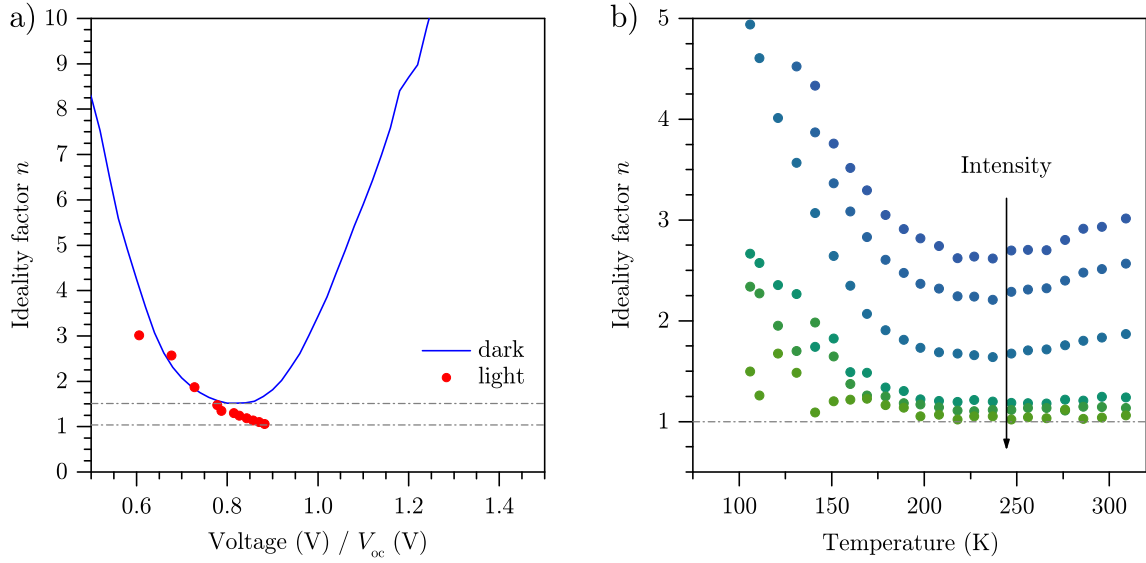 a)
10
9
8
7
6
5
4
3
2
1
0
Ideality factor n
dark
light
0.6 0.8 1.0 1.2 1.4
Voltage (V) / Voc (V)
b)
5
4
3
2
1
Ideality factor n
Intensity
100 150 200 250 300
Temperature (K)